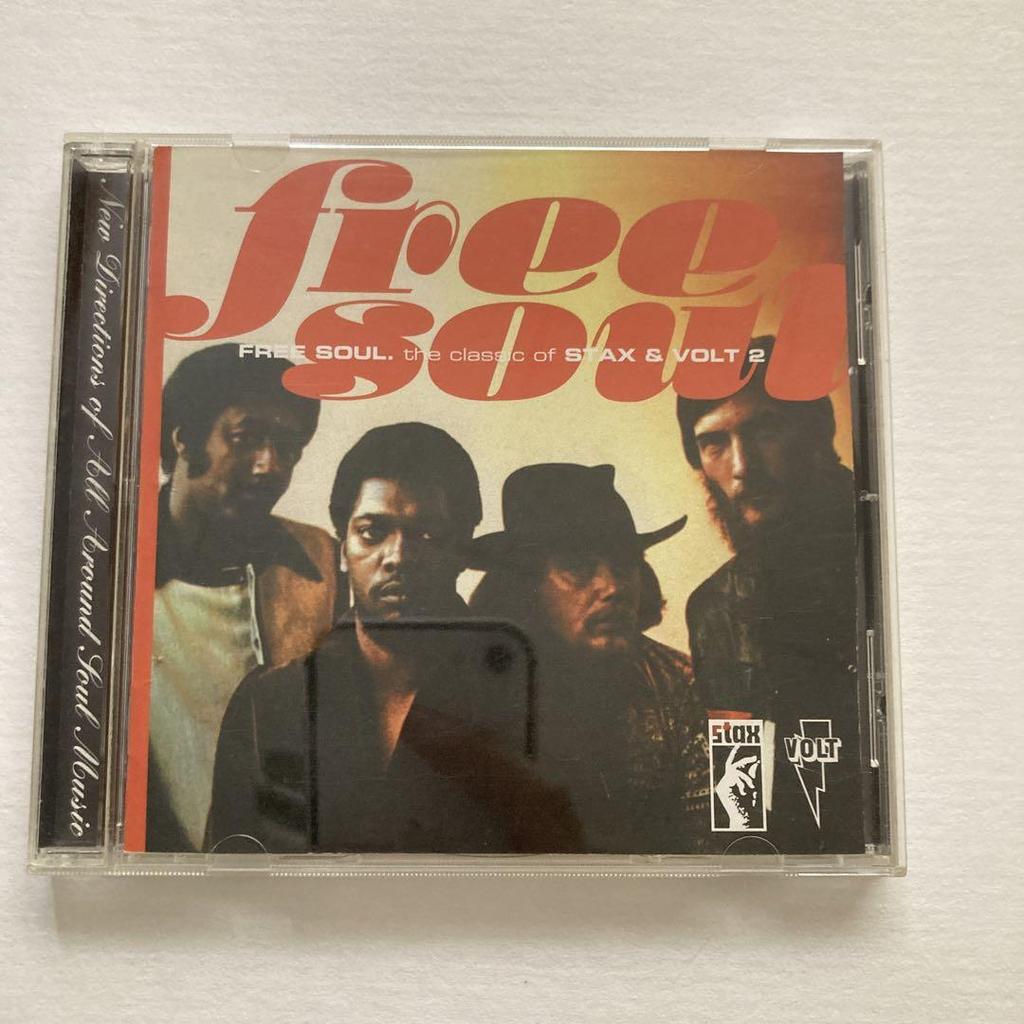 New Directions of All Around Soul Music
free
soul
FREE SOUL. the classic of STAX & VOLT 2
stax
VOLT